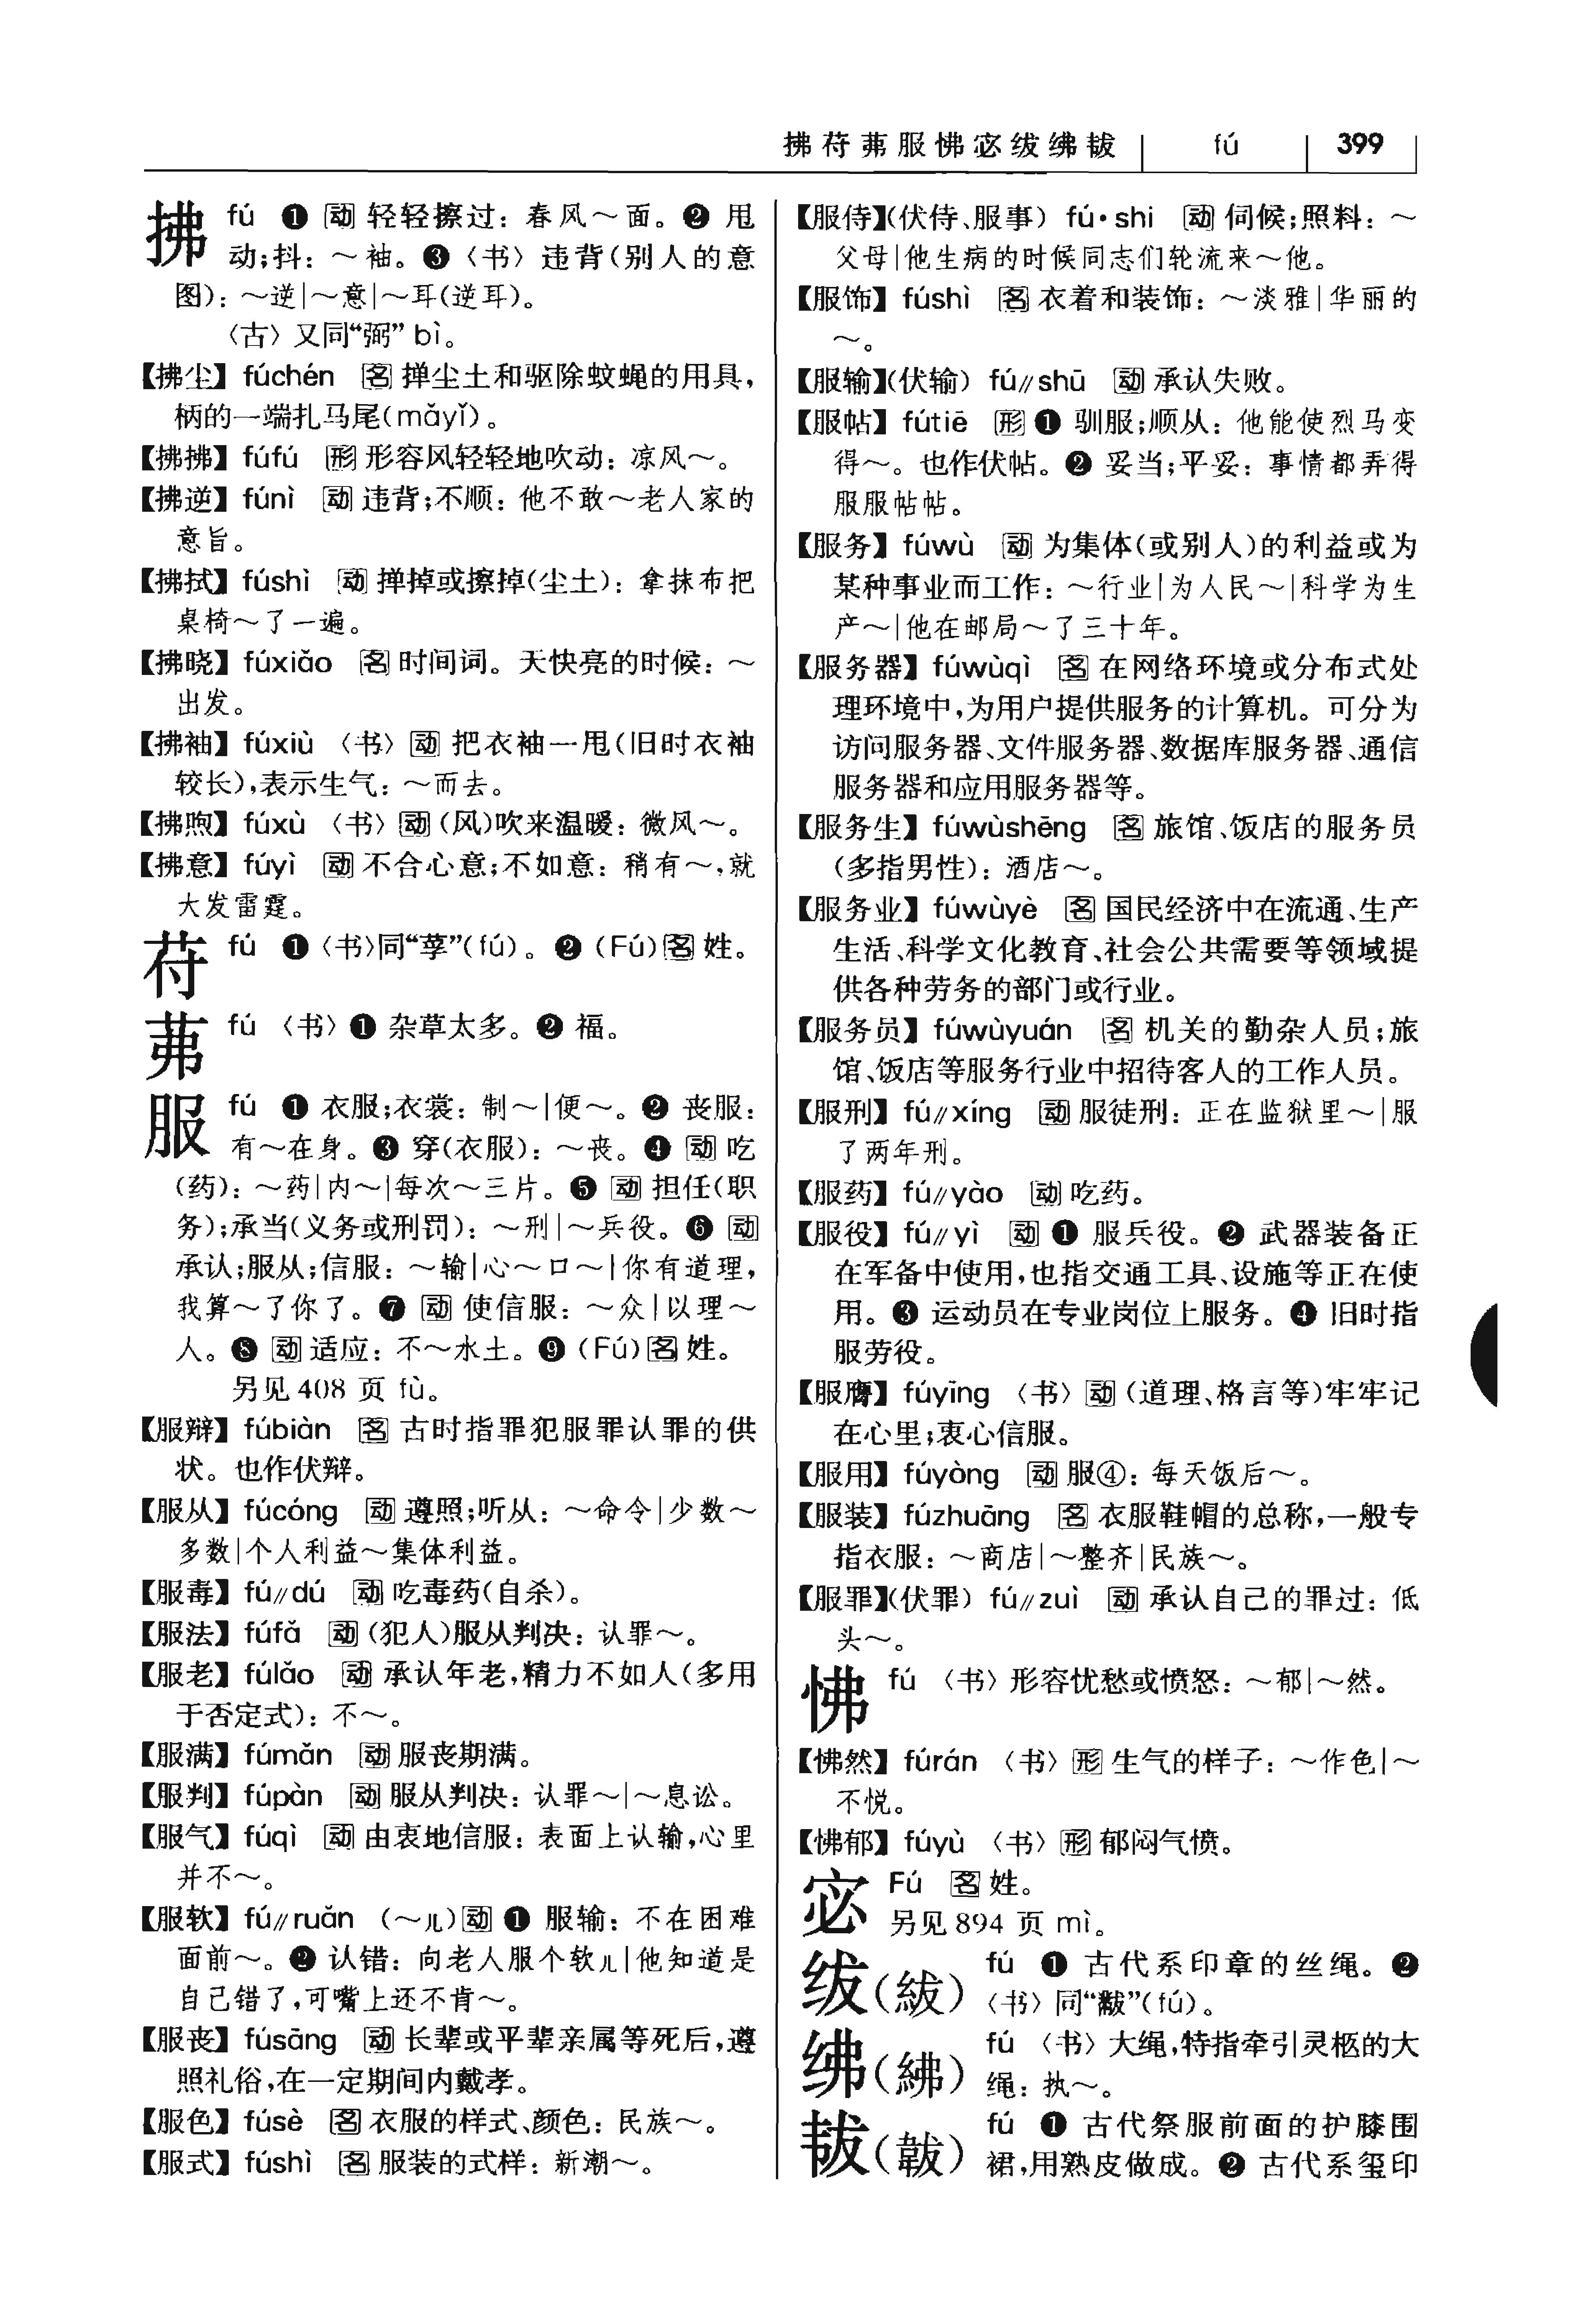 拂苻茀服怫宓绂绋韨 fú 399
拂 fú ❶ 动 轻轻擦过：春风～面。❷ 甩
动；抖：～袖。❸〈书〉违背（别人的意
图）：～逆｜～意｜～耳（逆耳）。
〈古〉又同“弼”bì。
【拂尘】 fúchén 名 掸尘土和驱除蚊蝇的用具，
柄的一端扎马尾（mǎyǐ）。
【拂拂】 fúfú 形 形容风轻轻地吹动：凉风～。
【拂逆】 fúnì 动 违背；不顺：他不敢～老人家的
意旨。
【拂拭】 fúshì 动 掸掉或擦掉（尘土）：拿抹布把
桌椅～了一遍。
【拂晓】 fúxiǎo 名 时间词。天快亮的时候：～
出发。
【拂袖】 fúxiù 〈书〉动 把衣袖一甩（旧时衣袖
较长），表示生气：～而去。
【拂煦】 fúxù 〈书〉动（风）吹来温暖：微风～。
【拂意】 fúyì 动 不合心意；不如意：稍有～，就
大发雷霆。
苻 fú ❶〈书〉同“莩”（fú）。❷（Fú）名 姓。
茀 fú 〈书〉❶ 杂草太多。❷ 福。
服 fú ❶ 衣服；衣裳：制～｜便～。❷ 丧服：
有～在身。❸ 穿（衣服）：～丧。❹ 动 吃
（药）：～药｜内～｜每次～三片。❺ 动 担任（职
务）；承当（义务或刑罚）：～刑｜～兵役。❻ 动
承认；服从；信服：～输｜心～口～｜你有道理，
我算～了你了。❼ 动 使信服：～众｜以理～
人。❽ 动 适应：不～水土。❾（Fú）名 姓。
另见 408 页 fù。
【服辩】 fúbiàn 名 古时指罪犯服罪认罪的供
状。也作伏辩。
【服从】 fúcóng 动 遵照；听从：～命令｜少数～
多数｜个人利益～集体利益。
【服毒】 fú∥dú 动 吃毒药（自杀）。
【服法】 fúfǎ 动（犯人）服从判决：认罪～。
【服老】 fúlǎo 动 承认年老，精力不如人（多用
于否定式）：不～。
【服满】 fúmǎn 动 服丧期满。
【服判】 fúpàn 动 服从判决：认罪～｜～息讼。
【服气】 fúqì 动 由衷地信服：表面上认输，心里
并不～。
【服软】 fú∥ruǎn （～儿）动 ❶ 服输：不在困难
面前～。❷ 认错：向老人服个软儿｜他知道是
自己错了，可嘴上还不肯～。
【服丧】 fúsāng 动 长辈或平辈亲属等死后，遵
照礼俗，在一定期间内戴孝。
【服色】 fúsè 名 衣服的样式、颜色：民族～。
【服式】 fúshì 名 服装的式样：新潮～。
【服侍】（伏侍、服事） fú·shi 动 伺候；照料：～
父母｜他生病的时候同志们轮流来～他。
【服饰】 fúshì 名 衣着和装饰：～淡雅｜华丽的
～。
【服输】（伏输） fú∥shū 动 承认失败。
【服帖】 fútiē 形 ❶ 驯服；顺从：他能使烈马变
得～。也作伏帖。❷ 妥当；平妥：事情都弄得
服服帖帖。
【服务】 fúwù 动 为集体（或别人）的利益或为
某种事业而工作：～行业｜为人民～｜科学为生
产～｜他在邮局～了三十年。
【服务器】 fúwùqì 名 在网络环境或分布式处
理环境中，为用户提供服务的计算机。可分为
访问服务器、文件服务器、数据库服务器、通信
服务器和应用服务器等。
【服务生】 fúwùshēng 名 旅馆、饭店的服务员
（多指男性）：酒店～。
【服务业】 fúwùyè 名 国民经济中在流通、生产
生活、科学文化教育、社会公共需要等领域提
供各种劳务的部门或行业。
【服务员】 fúwùyuán 名 机关的勤杂人员；旅
馆、饭店等服务行业中招待客人的工作人员。
【服刑】 fú∥xíng 动 服徒刑：正在监狱里～｜服
了两年刑。
【服药】 fú∥yào 动 吃药。
【服役】 fú∥yì 动 ❶ 服兵役。❷ 武器装备正
在军备中使用，也指交通工具、设施等正在使
用。❸ 运动员在专业岗位上服务。❹ 旧时指
服劳役。
【服膺】 fúyīng 〈书〉动（道理、格言等）牢牢记
在心里；衷心信服。
【服用】 fúyòng 动 服④：每天饭后～。
【服装】 fúzhuāng 名 衣服鞋帽的总称，一般专
指衣服：～商店｜～整齐｜民族～。
【服罪】（伏罪） fú∥zuì 动 承认自己的罪过：低
头～。
怫 fú 〈书〉形容忧愁或愤怒：～郁｜～然。
【怫然】 fúrán 〈书〉形 生气的样子：～作色｜～
不悦。
【怫郁】 fúyù 〈书〉形 郁闷气愤。
宓 Fú 名 姓。
另见 894 页 mì。
绂（紱） fú ❶ 古代系印章的丝绳。❷
〈书〉同“黻”（fú）。
绋（紼） fú 〈书〉大绳，特指牵引灵柩的大
绳：执～。
韨（韍） fú ❶ 古代祭服前面的护膝围
裙，用熟皮做成。❷ 古代系玺印